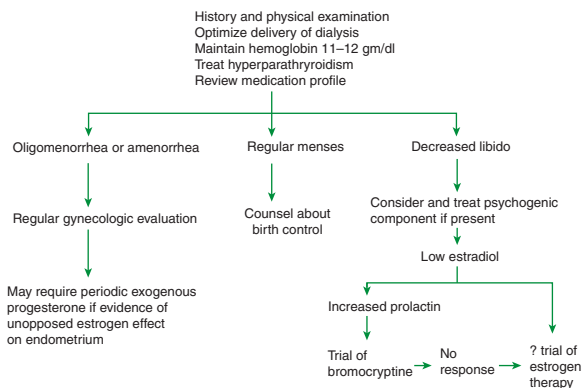 History and physical examination
Optimize delivery of dialysis
Maintain hemoglobin 11–12 gm/dl
Treat hyperparathryroidism
Review medication profile
Oligomenorrhea or amenorrhea
Regular menses
Decreased libido
Regular gynecologic evaluation
Counsel about
birth control
Consider and treat psychogenic
component if present
Low estradiol
May require periodic exogenous
progesterone if evidence of
unopposed estrogen effect
on endometrium
Increased prolactin
Trial of
bromocryptine
No
response
? trial of
estrogen
therapy